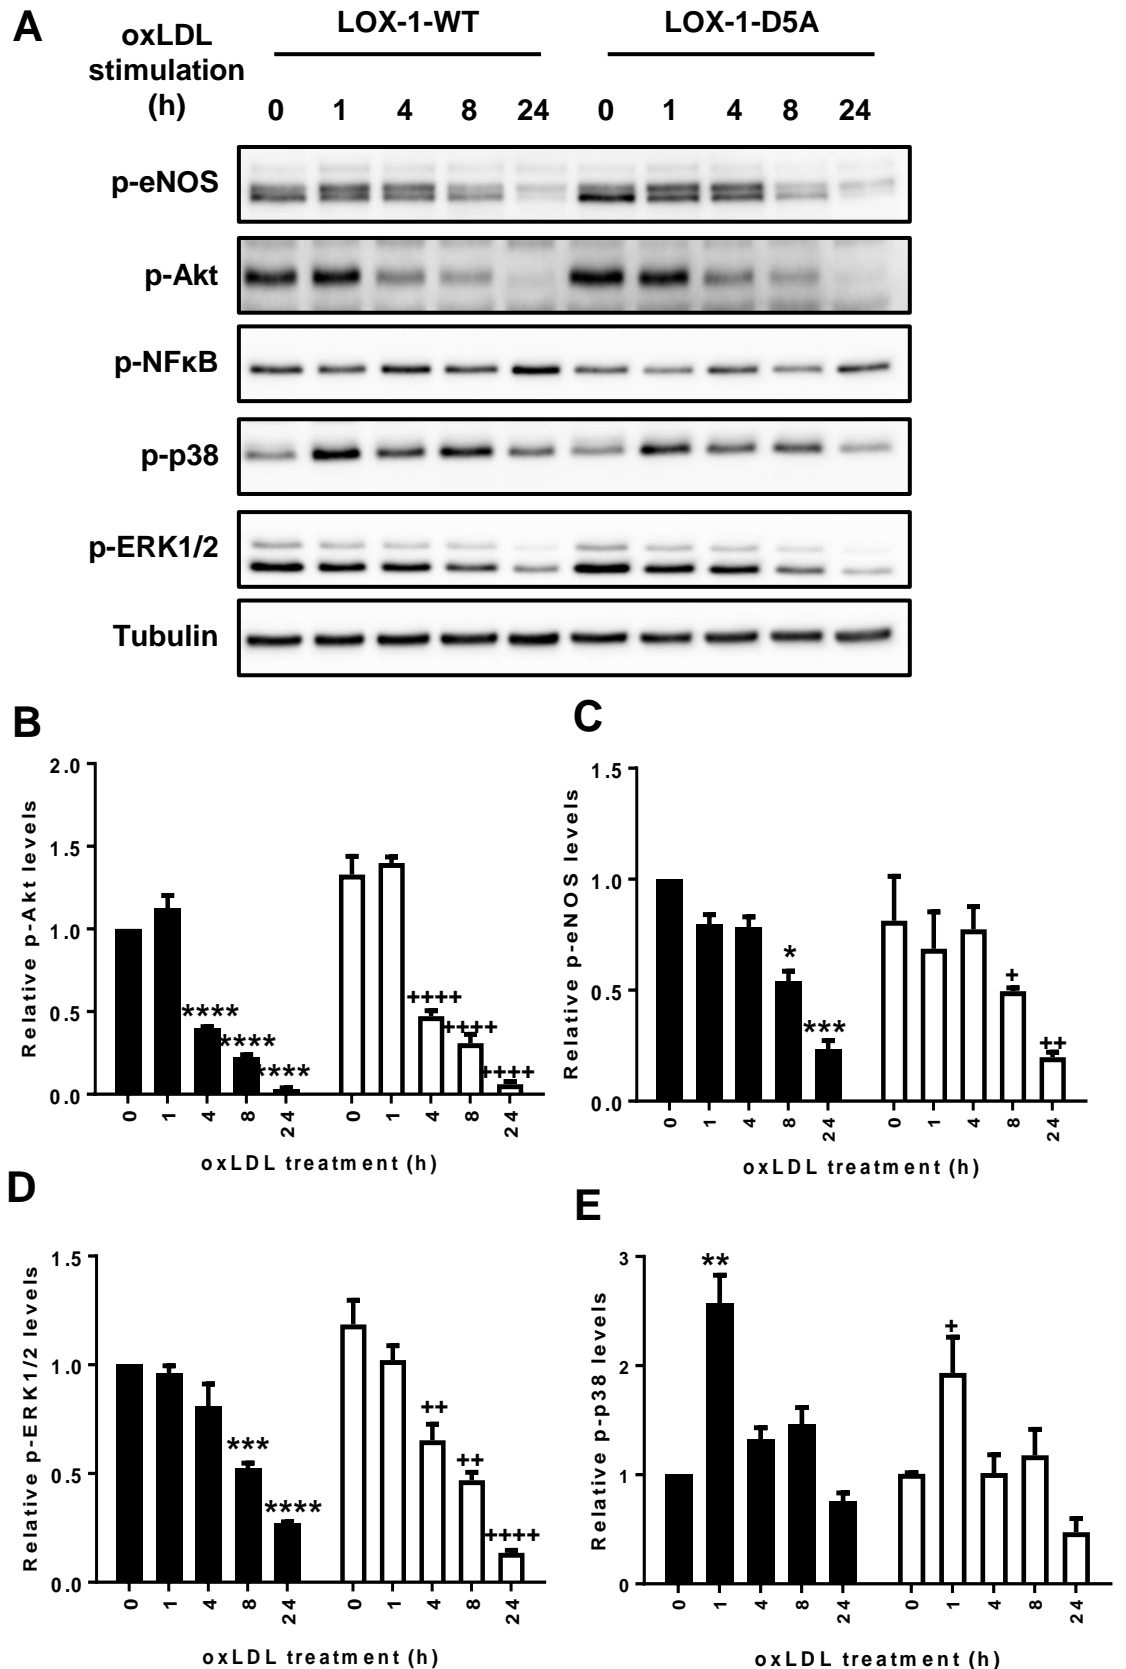 A
oxLDL
stimulation
(h)
LOX-1-WT
LOX-1-D5A
0 1 4 8 24 0 1 4 8 24
p-eNOS
p-Akt
p-NFκB
p-p38
p-ERK1/2
Tubulin
B
Relative p-Akt levels
2.0
1.5
1.0
0.5
0.0
****
****
****
++++
++++
++++
0 1 4 8 24 0 1 4 8 24
oxLDL treatment (h)
C
Relative p-eNOS levels
1.5
1.0
0.5
0.0
*
***
+
++
0 1 4 8 24 0 1 4 8 24
oxLDL treatment (h)
D
Relative p-ERK1/2 levels
1.5
1.0
0.5
0.0
***
****
++
++
++++
0 1 4 8 24 0 1 4 8 24
oxLDL treatment (h)
E
Relative p-p38 levels
3
2
1
0
**
+
0 1 4 8 24 0 1 4 8 24
oxLDL treatment (h)